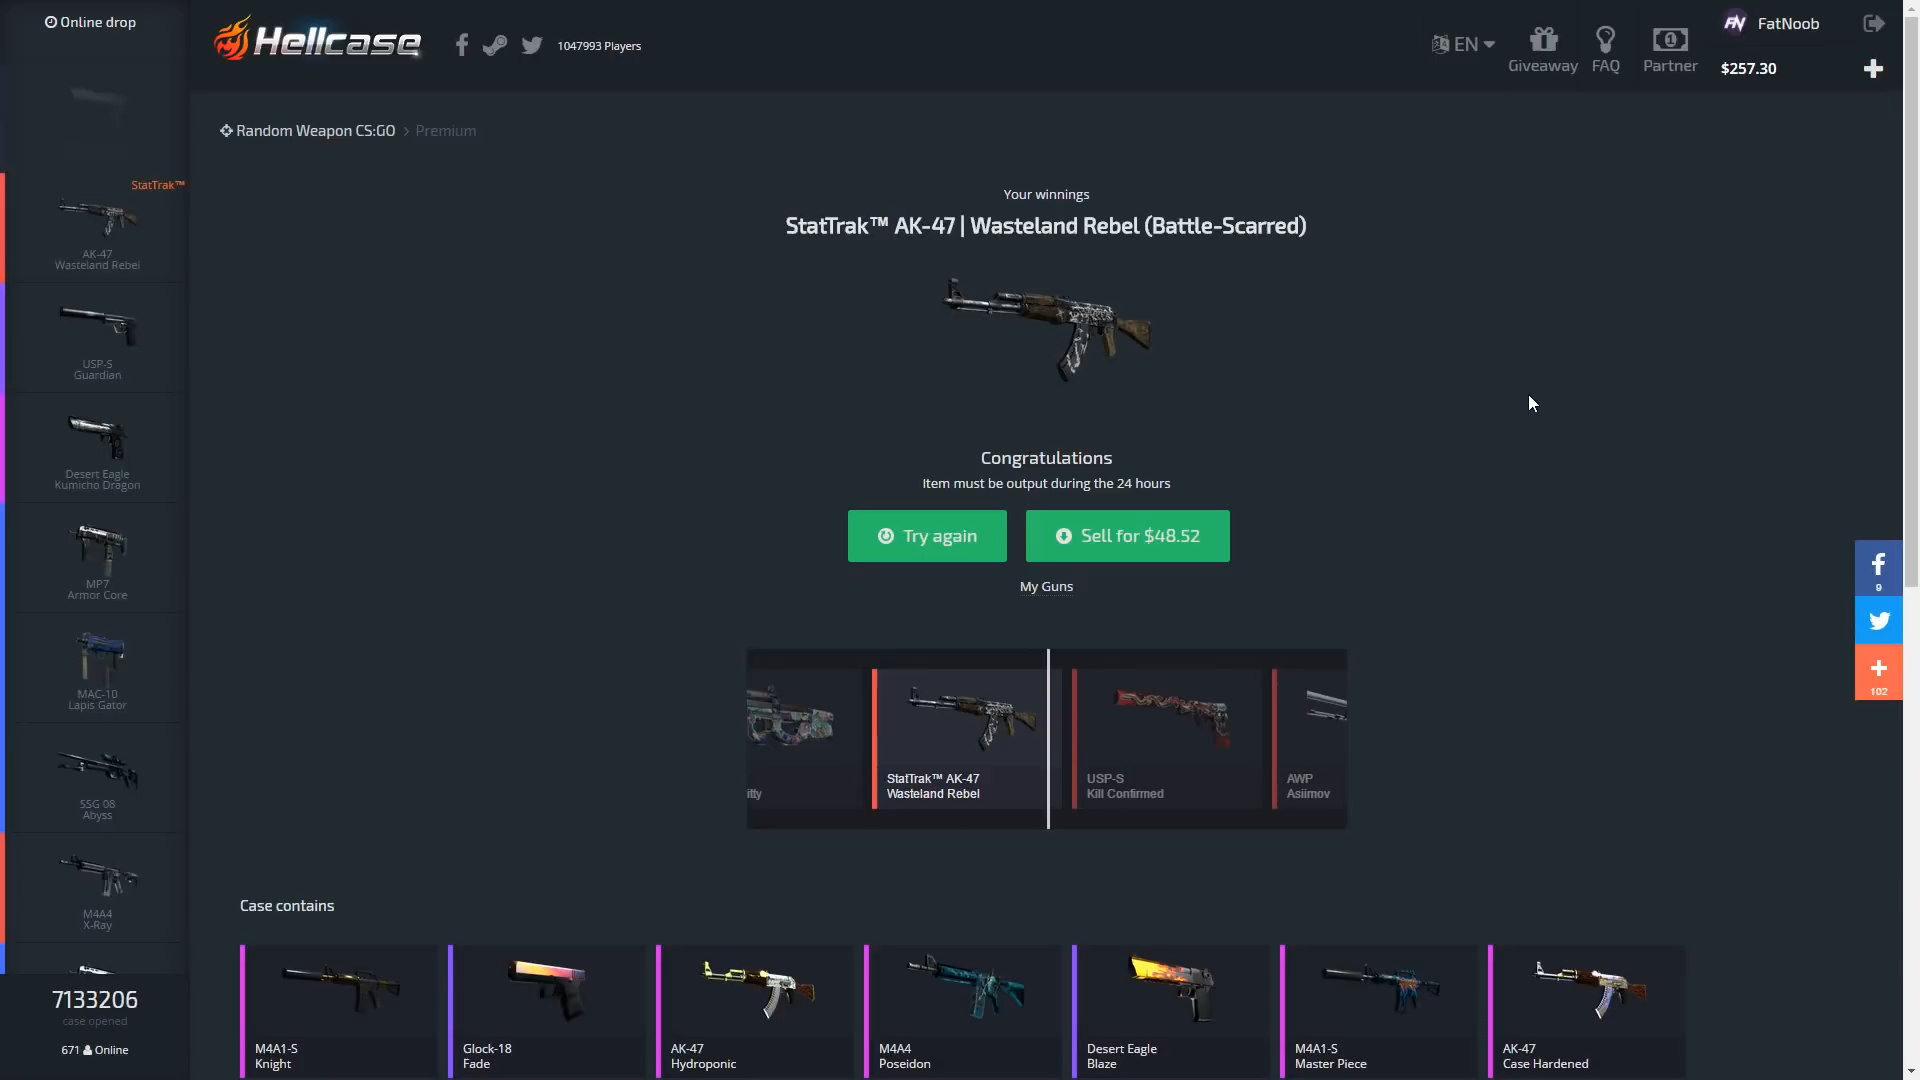 Online drop
StatTrak™
AK-47
Wasteland Rebel
USP-S
Guardian
Desert Eagle
Kumicho Dragon
MP7
Armor Core
MAC-10
Lapis Gator
SSG 08
Abyss
M4A4
X-Ray
7133206
case opened
671 Online
Hellcase
1047993 Players
EN
Giveaway
FAQ
Partner
FN
FatNoob
$257.30
Random Weapon CS:GO > Premium
Your winnings
StatTrak™ AK-47 | Wasteland Rebel (Battle-Scarred)
Congratulations
Item must be output during the 24 hours
Try again
Sell for $48.52
My Guns
itty
StatTrak™ AK-47
Wasteland Rebel
USP-S
Kill Confirmed
AWP
Asiimov
9
102
Case contains
M4A1-S
Knight
Glock-18
Fade
AK-47
Hydroponic
M4A4
Poseidon
Desert Eagle
Blaze
M4A1-S
Master Piece
AK-47
Case Hardened